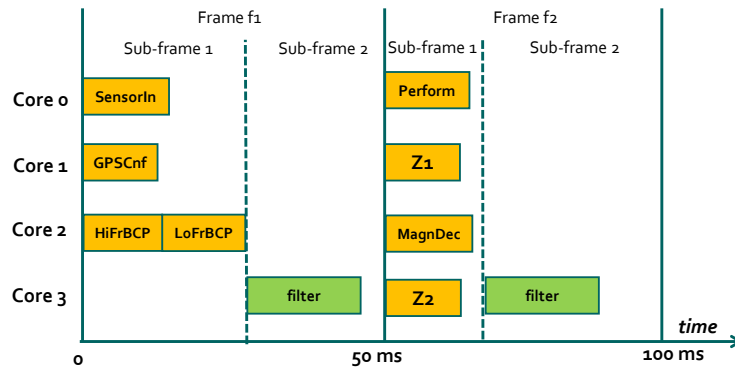 Frame f1 Frame f2
Sub-frame 1 Sub-frame 2 Sub-frame 1 Sub-frame 2
Core 0 SensorIn Perform
Core 1 GPSCnf Z1
Core 2 HiFrBCP LoFrBCP MagnDec
Core 3 filter Z2 filter
time
0 50 ms 100 ms